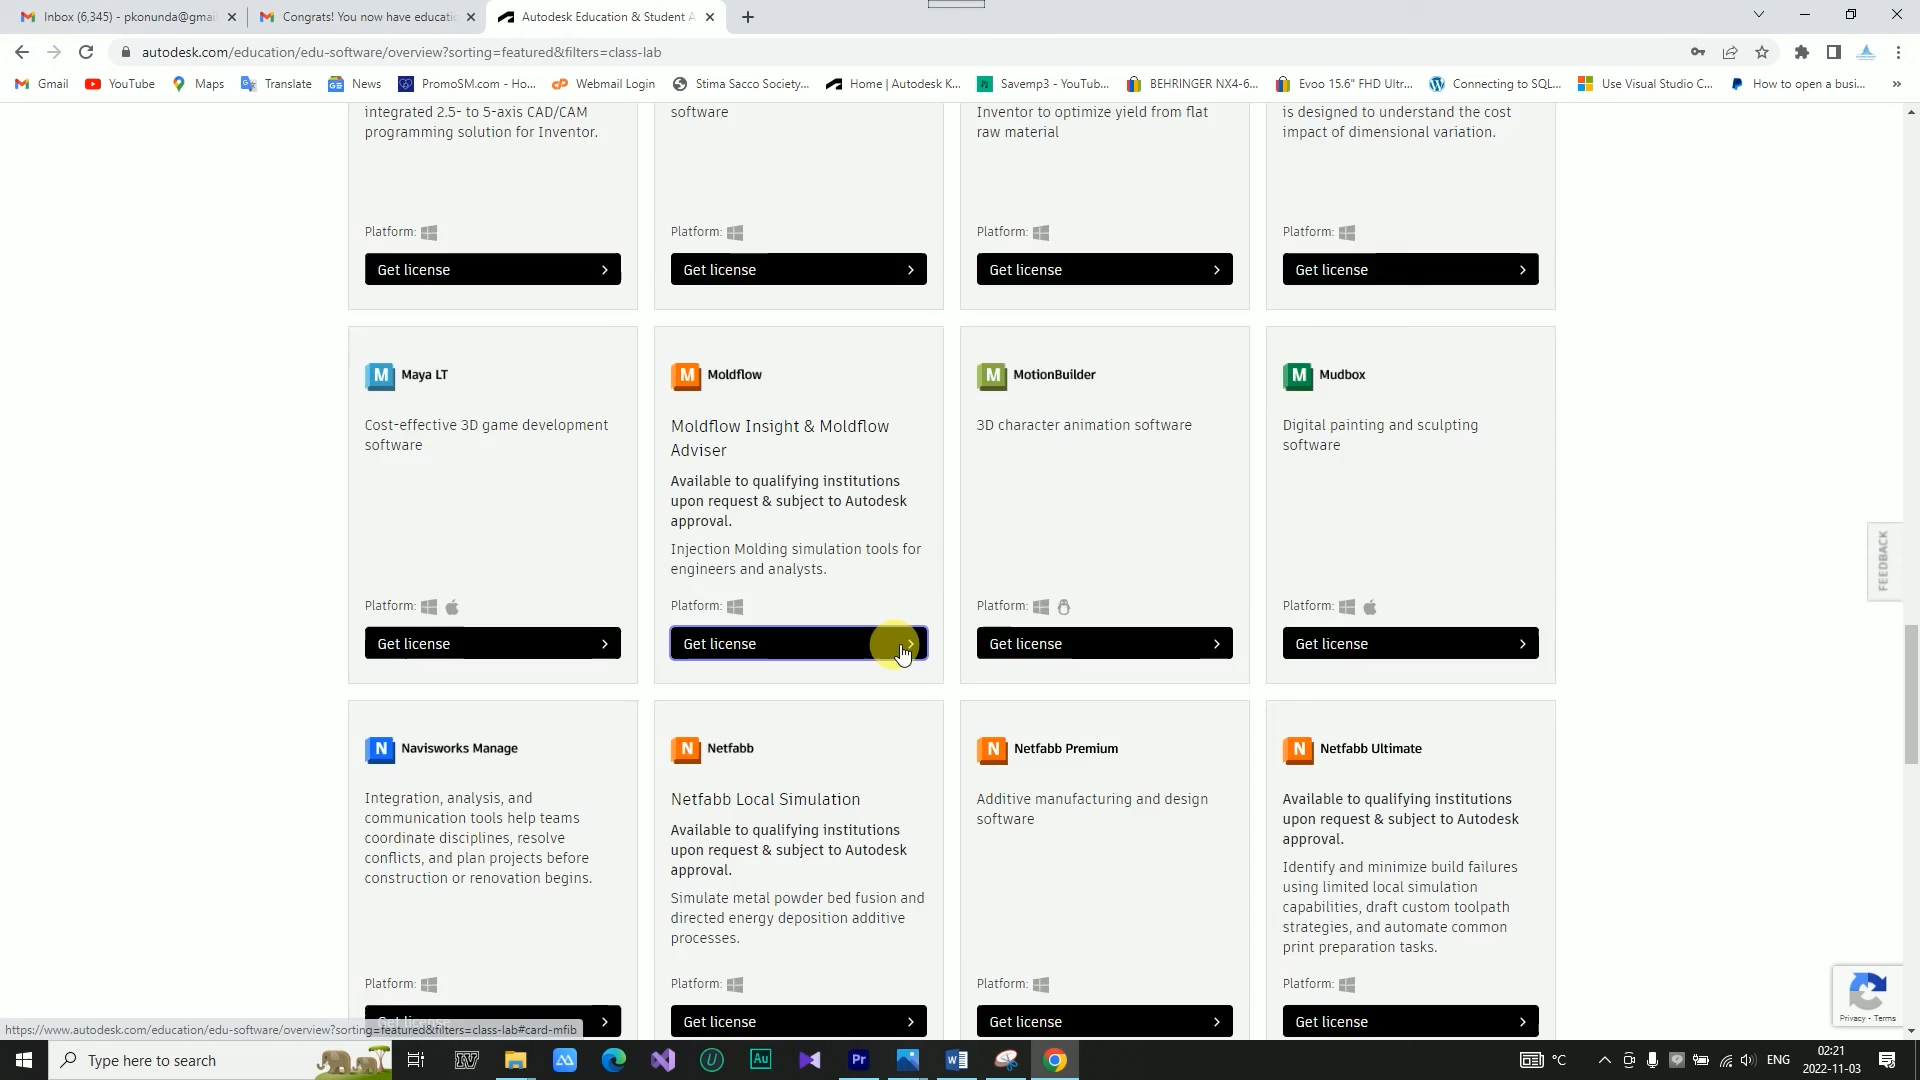 Inbox (6,345) - pkonunda@gmai
Congrats! You now have educatio
Autodesk Education & Student A
autodesk.com/education/edu-software/overview?sorting=featured&filters=class-lab
Gmail
YouTube
Maps
Translate
News
PromoSM.com - Ho...
Webmail Login
Stima Sacco Society...
Home | Autodesk K...
Savemp3 - YouTub...
BEHRINGER NX4-6...
Evoo 15.6" FHD Ultr...
Connecting to SQL...
Use Visual Studio C...
How to open a busi...
integrated 2.5- to 5-axis CAD/CAM
programming solution for Inventor.
Platform:
Get license
software
Platform:
Get license
Inventor to optimize yield from flat
raw material
Platform:
Get license
is designed to understand the cost
impact of dimensional variation.
Platform:
Get license
M Maya LT
Cost-effective 3D game development
software
Platform:
Get license
M Moldflow
Moldflow Insight & Moldflow
Adviser
Available to qualifying institutions
upon request & subject to Autodesk
approval.
Injection Molding simulation tools for
engineers and analysts.
Platform:
Get license
M MotionBuilder
3D character animation software
Platform:
Get license
M Mudbox
Digital painting and sculpting
software
Platform:
Get license
N Navisworks Manage
Integration, analysis, and
communication tools help teams
coordinate disciplines, resolve
conflicts, and plan projects before
construction or renovation begins.
Platform:
N Netfabb
Netfabb Local Simulation
Available to qualifying institutions
upon request & subject to Autodesk
approval.
Simulate metal powder bed fusion and
directed energy deposition additive
processes.
Platform:
Get license
N Netfabb Premium
Additive manufacturing and design
software
Platform:
Get license
N Netfabb Ultimate
Available to qualifying institutions
upon request & subject to Autodesk
approval.
Identify and minimize build failures
using limited local simulation
capabilities, draft custom toolpath
strategies, and automate common
print preparation tasks.
Platform:
Get license
FEEDBACK
Privacy - Terms
https://www.autodesk.com/education/edu-software/overview?sorting=featured&filters=class-lab#card-mfib
Type here to search
Au
Pr
°C
ENG
02:21
2022-11-03